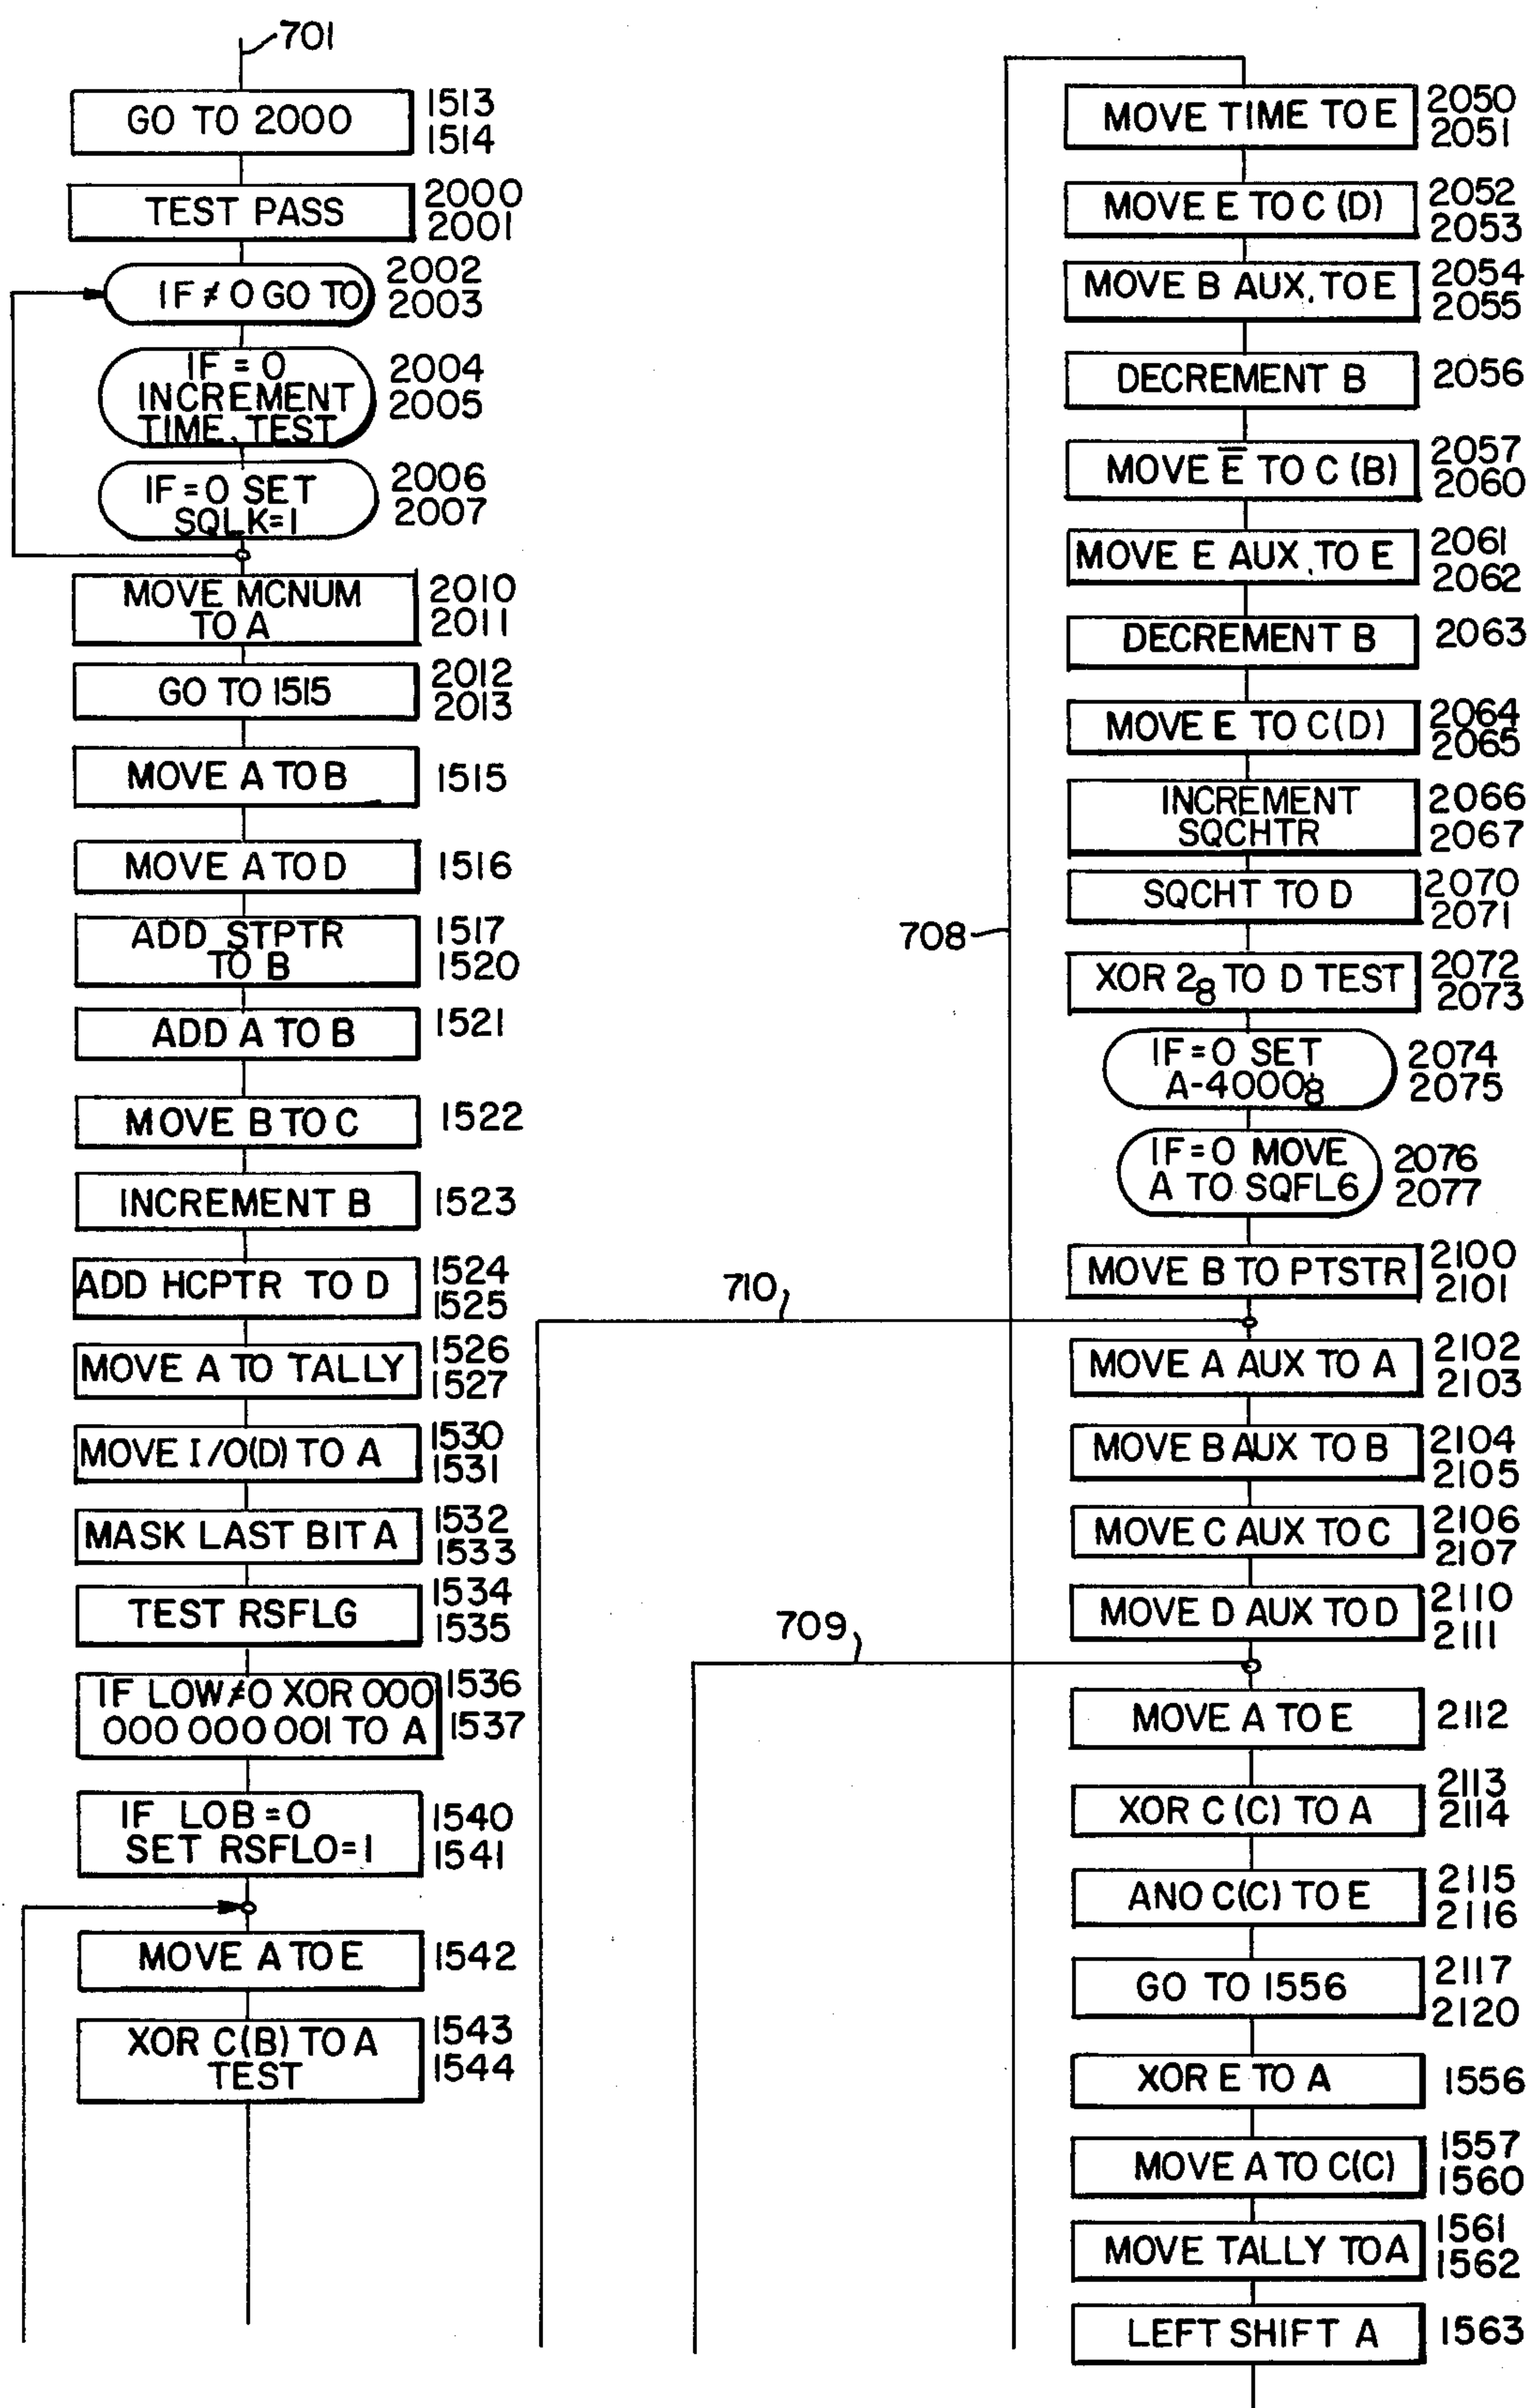 701
GO TO 2000
1513
1514
TEST PASS
2000
2001
IF ≠ 0 GO TO
2002
2003
IF = 0
INCREMENT
TIME, TEST
2004
2005
IF = 0 SET
SQLK=1
2006
2007
MOVE MCNUM
TO A
2010
2011
GO TO 1515
2012
2013
MOVE A TO B
1515
MOVE A TO D
1516
ADD STPTR
TO B
1517
1520
ADD A TO B
1521
MOVE B TO C
1522
INCREMENT B
1523
ADD HCPTR TO D
1524
1525
MOVE A TO TALLY
1526
1527
MOVE I/O(D) TO A
1530
1531
MASK LAST BIT A
1532
1533
TEST RSFLG
1534
1535
IF LOW≠0 XOR 000
000 000 001 TO A
1536
1537
IF LOB = 0
SET RSFLO=1
1540
1541
MOVE A TO E
1542
XOR C(B) TO A
TEST
1543
1544
MOVE TIME TO E
2050
2051
MOVE E TO C (D)
2052
2053
MOVE B AUX. TO E
2054
2055
DECREMENT B
2056
MOVE E̅ TO C (B)
2057
2060
MOVE E AUX. TO E
2061
2062
DECREMENT B
2063
MOVE E TO C(D)
2064
2065
INCREMENT
SQCHTR
2066
2067
SQCHT TO D
2070
2071
708
XOR 2₈ TO D TEST
2072
2073
IF = 0 SET
A-4000₈
2074
2075
IF = 0 MOVE
A TO SQFL6
2076
2077
MOVE B TO PTSTR
2100
2101
710
MOVE A AUX TO A
2102
2103
MOVE B AUX TO B
2104
2105
MOVE C AUX TO C
2106
2107
MOVE D AUX TO D
2110
2111
709
MOVE A TO E
2112
XOR C (C) TO A
2113
2114
ANO C(C) TO E
2115
2116
GO TO 1556
2117
2120
XOR E TO A
1556
MOVE A TO C(C)
1557
1560
MOVE TALLY TO A
1561
1562
LEFT SHIFT A
1563